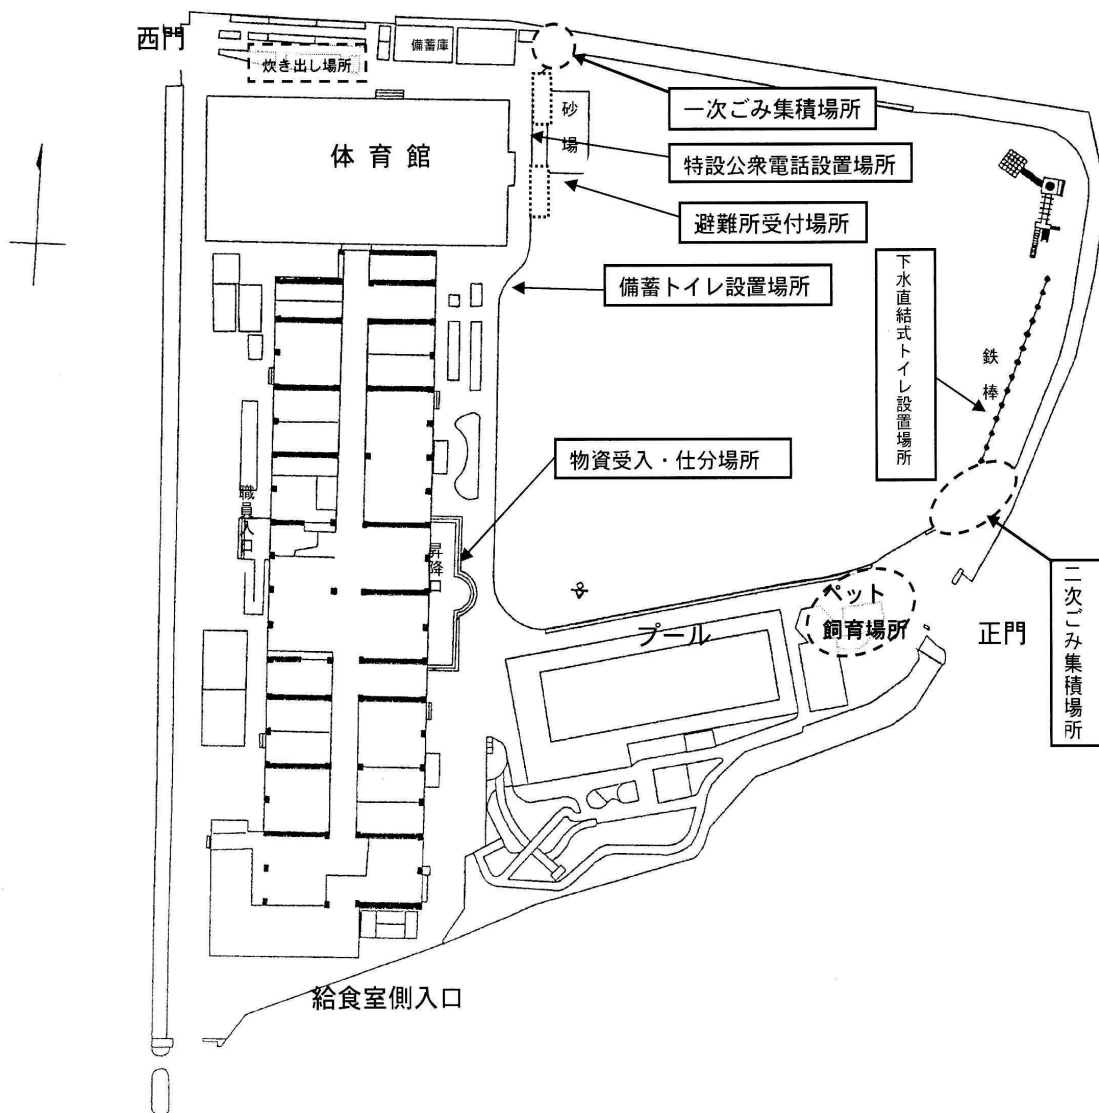 西門
備蓄庫
炊き出し場所
一次ごみ集積場所
砂場
体育館
特設公衆電話設置場所
避難所受付場所
備蓄トイレ設置場所
下水直結式トイレ設置場所
鉄棒
物資受入・仕分場所
職員入口
昇降口
ペット
飼育場所
プール
正門
二次ごみ集積場所
給食室側入口